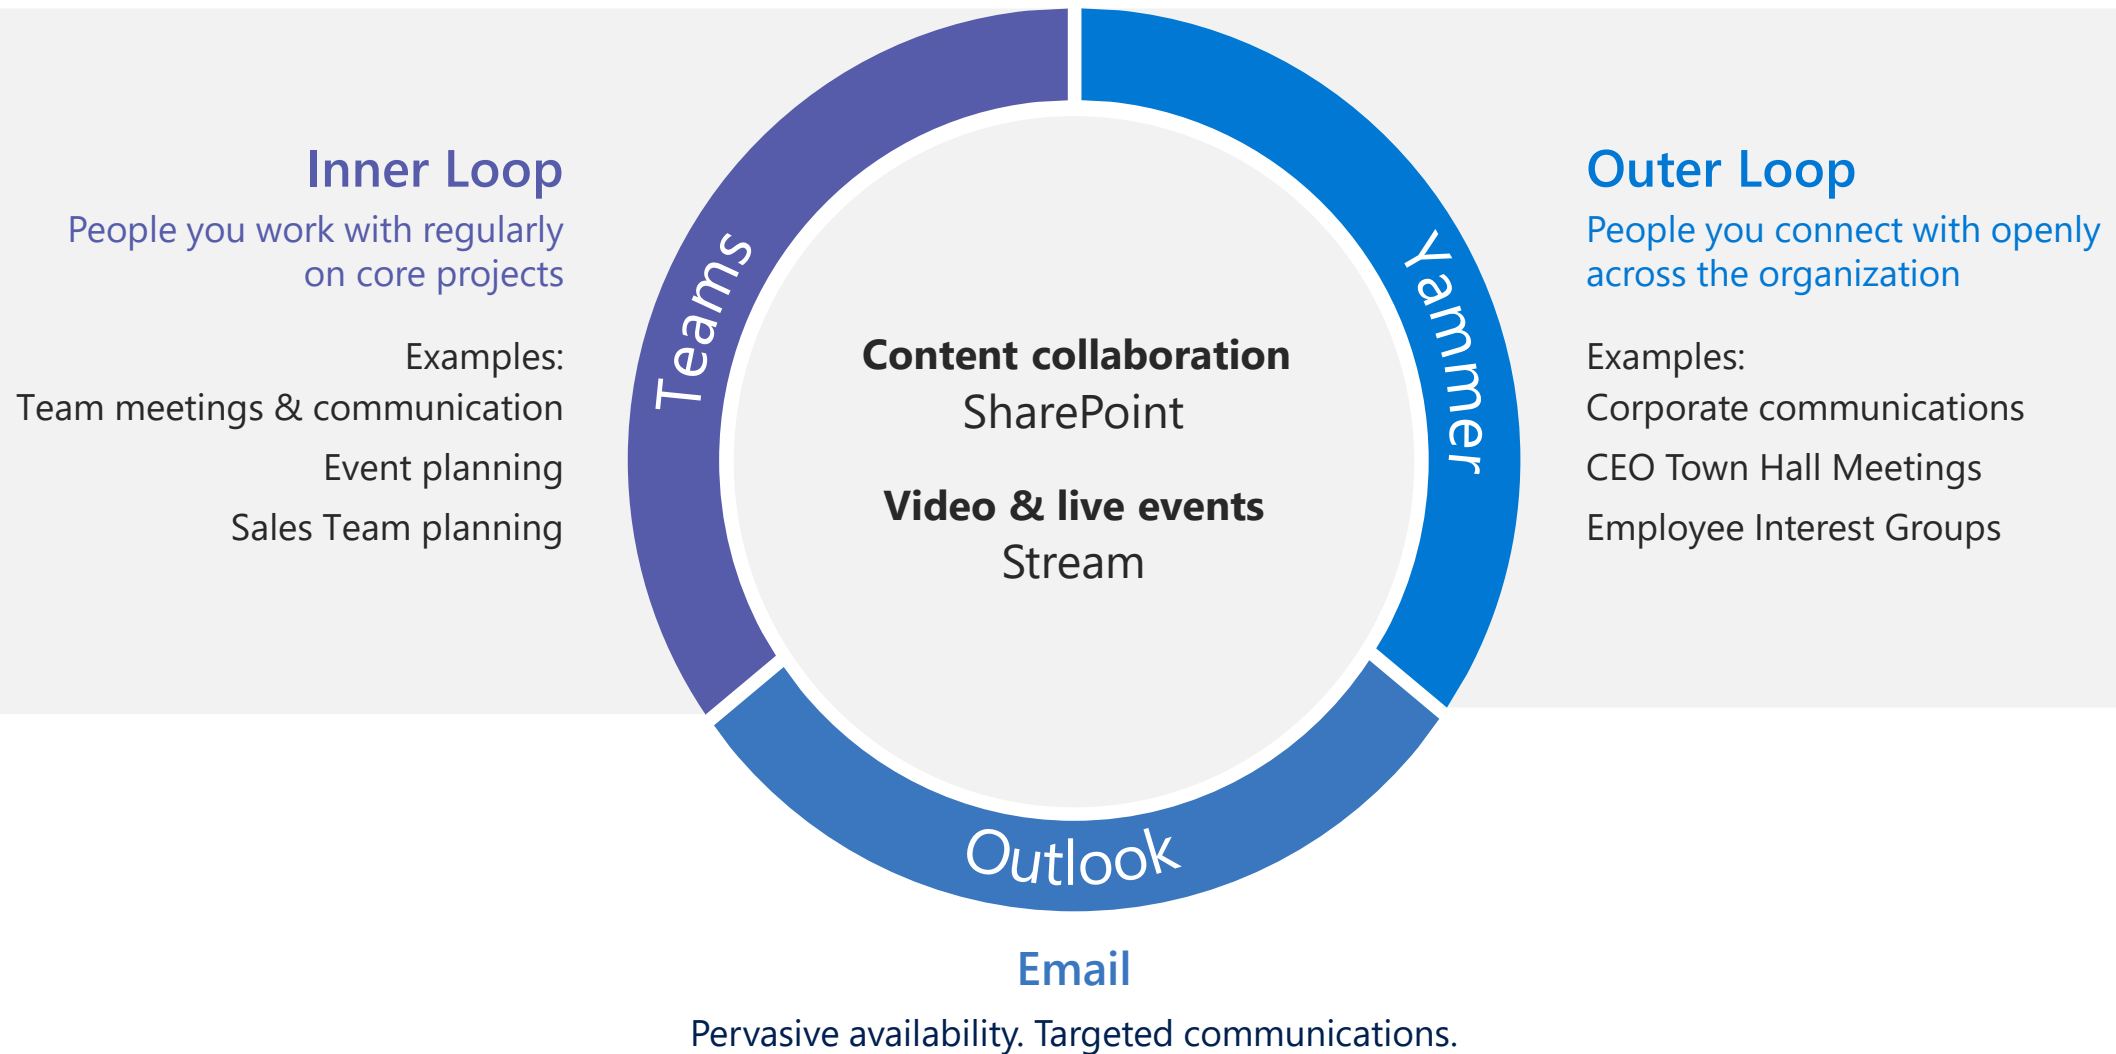 Inner Loop
People you work with regularly
on core projects
Examples:
Team meetings & communication
Event planning
Sales Team planning
Teams
Content collaboration
SharePoint
Video & live events
Stream
Yammer
Outlook
Outer Loop
People you connect with openly
across the organization
Examples:
Corporate communications
CEO Town Hall Meetings
Employee Interest Groups
Email
Pervasive availability. Targeted communications.